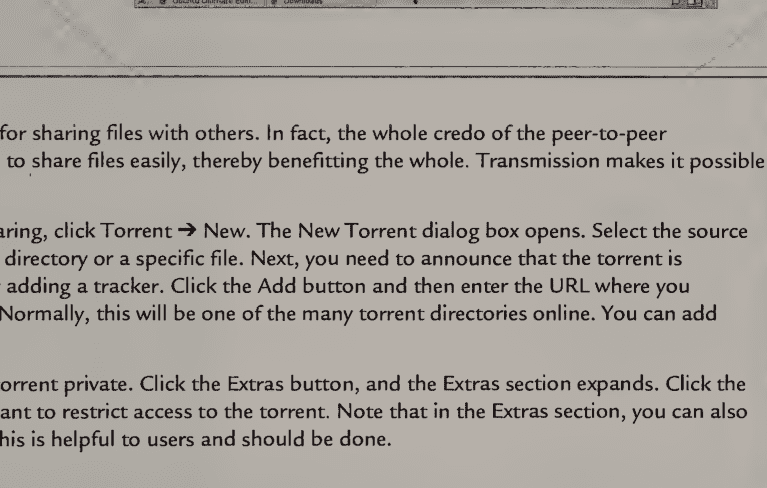 Downloads
for sharing files with others. In fact, the whole credo of the peer-to-peer
to share files easily, thereby benefitting the whole. Transmission makes it possible
aring, click Torrent → New. The New Torrent dialog box opens. Select the source
directory or a specific file. Next, you need to announce that the torrent is
adding a tracker. Click the Add button and then enter the URL where you
Normally, this will be one of the many torrent directories online. You can add
orrent private. Click the Extras button, and the Extras section expands. Click the
ant to restrict access to the torrent. Note that in the Extras section, you can also
his is helpful to users and should be done.